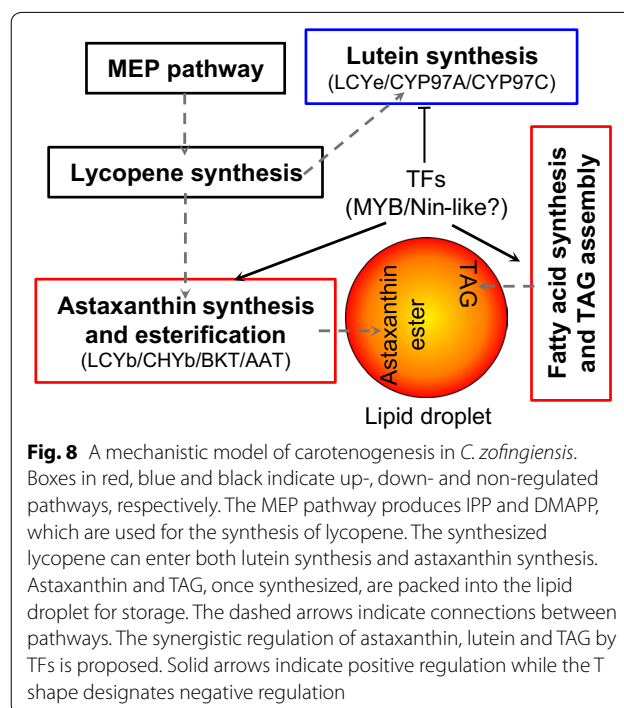 MEP pathway
Lutein synthesis
(LCYe/CYP97A/CYP97C)
Lycopene synthesis
TFs
(MYB/Nin-like?)
Fatty acid synthesis
and TAG assembly
Astaxanthin synthesis
and esterification
(LCYb/CHYb/BKT/AAT)
Astaxanthin
ester
TAG
Lipid droplet
Fig. 8 A mechanistic model of carotenogenesis in C. zofingiensis.
Boxes in red, blue and black indicate up-, down- and non-regulated
pathways, respectively. The MEP pathway produces IPP and DMAPP,
which are used for the synthesis of lycopene. The synthesized
lycopene can enter both lutein synthesis and astaxanthin synthesis.
Astaxanthin and TAG, once synthesized, are packed into the lipid
droplet for storage. The dashed arrows indicate connections between
pathways. The synergistic regulation of astaxanthin, lutein and TAG by
TFs is proposed. Solid arrows indicate positive regulation while the T
shape designates negative regulation